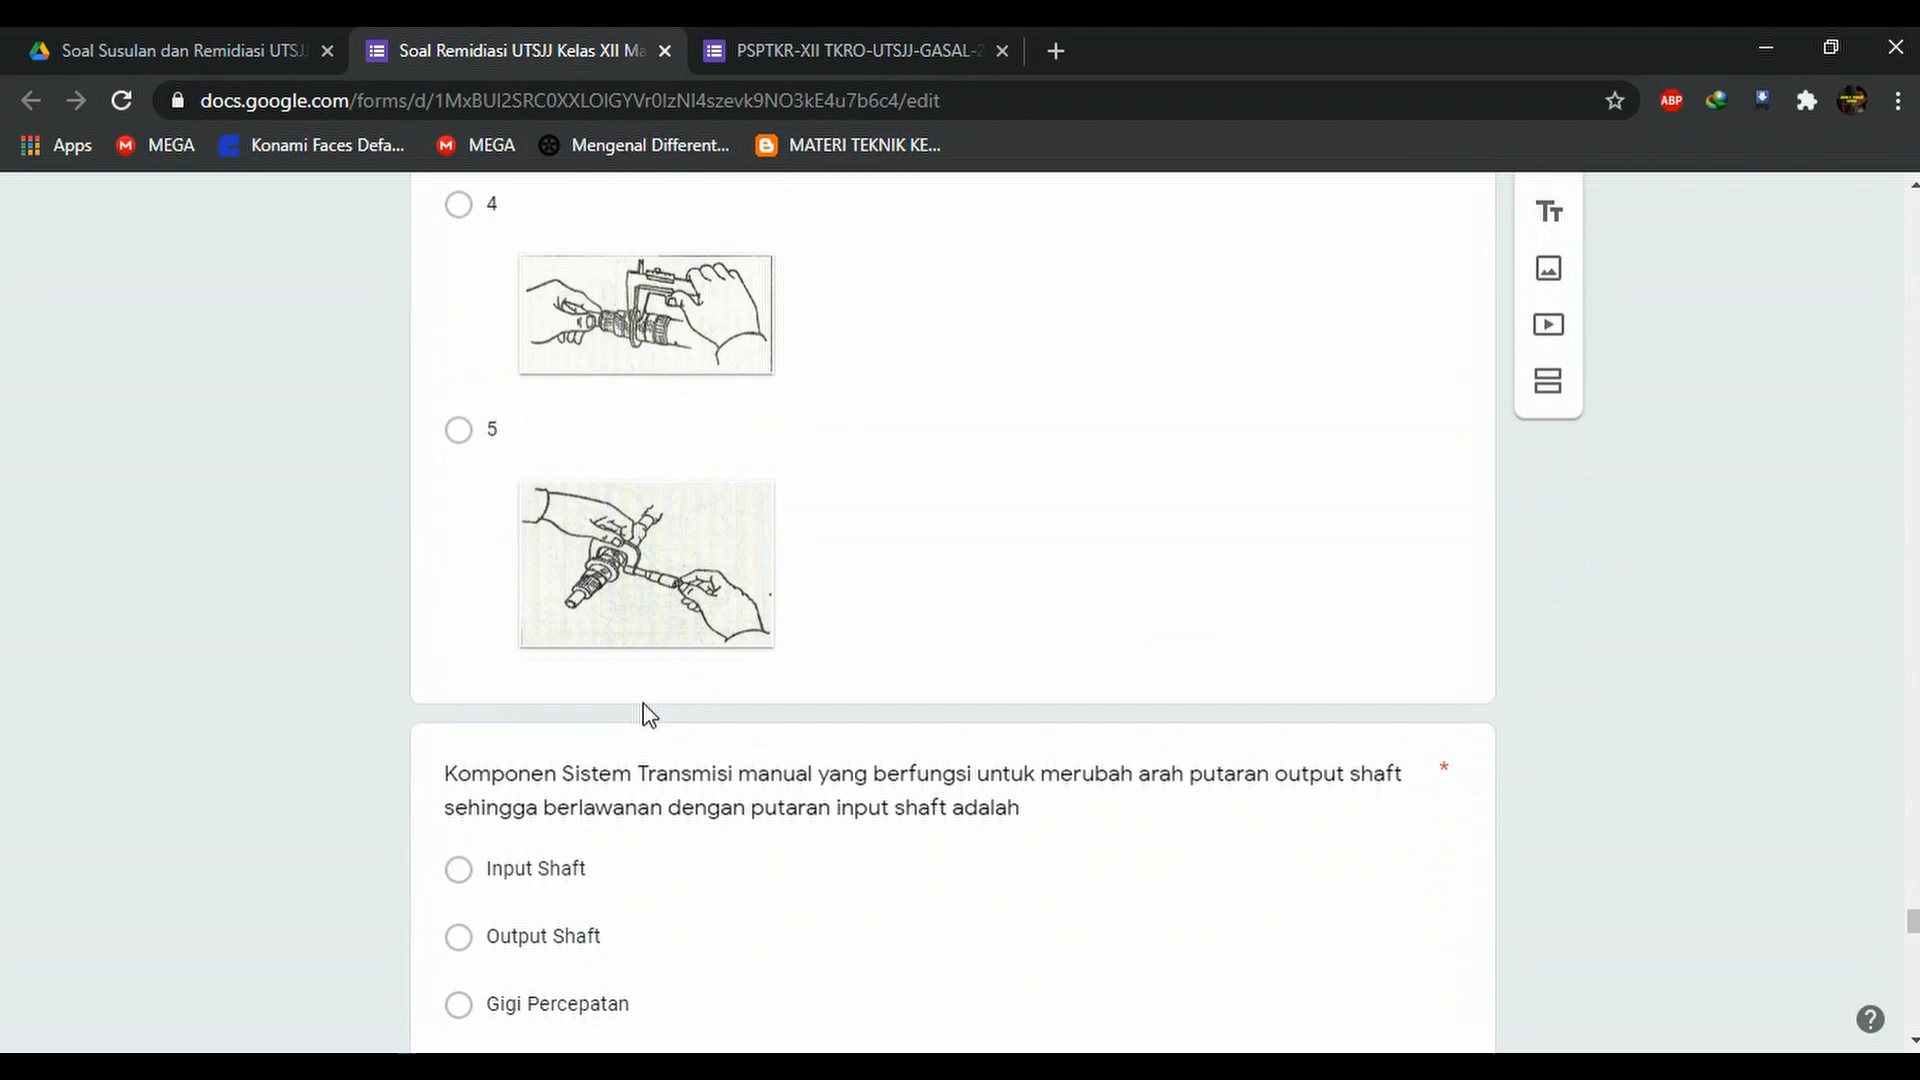 Soal Susulan dan Remidiasi UTSJJ
Soal Remidiasi UTSJJ Kelas XII Ma
PSPTKR-XII TKRO-UTSJJ-GASAL-2
docs.google.com/forms/d/1MxBUI2SRC0XXLOIGYVr0IzNI4szevk9NO3kE4u7b6c4/edit
ABP
Apps
MEGA
Konami Faces Defa...
MEGA
Mengenal Different...
MATERI TEKNIK KE...
4
5
Komponen Sistem Transmisi manual yang berfungsi untuk merubah arah putaran output shaft *
sehingga berlawanan dengan putaran input shaft adalah
Input Shaft
Output Shaft
Gigi Percepatan